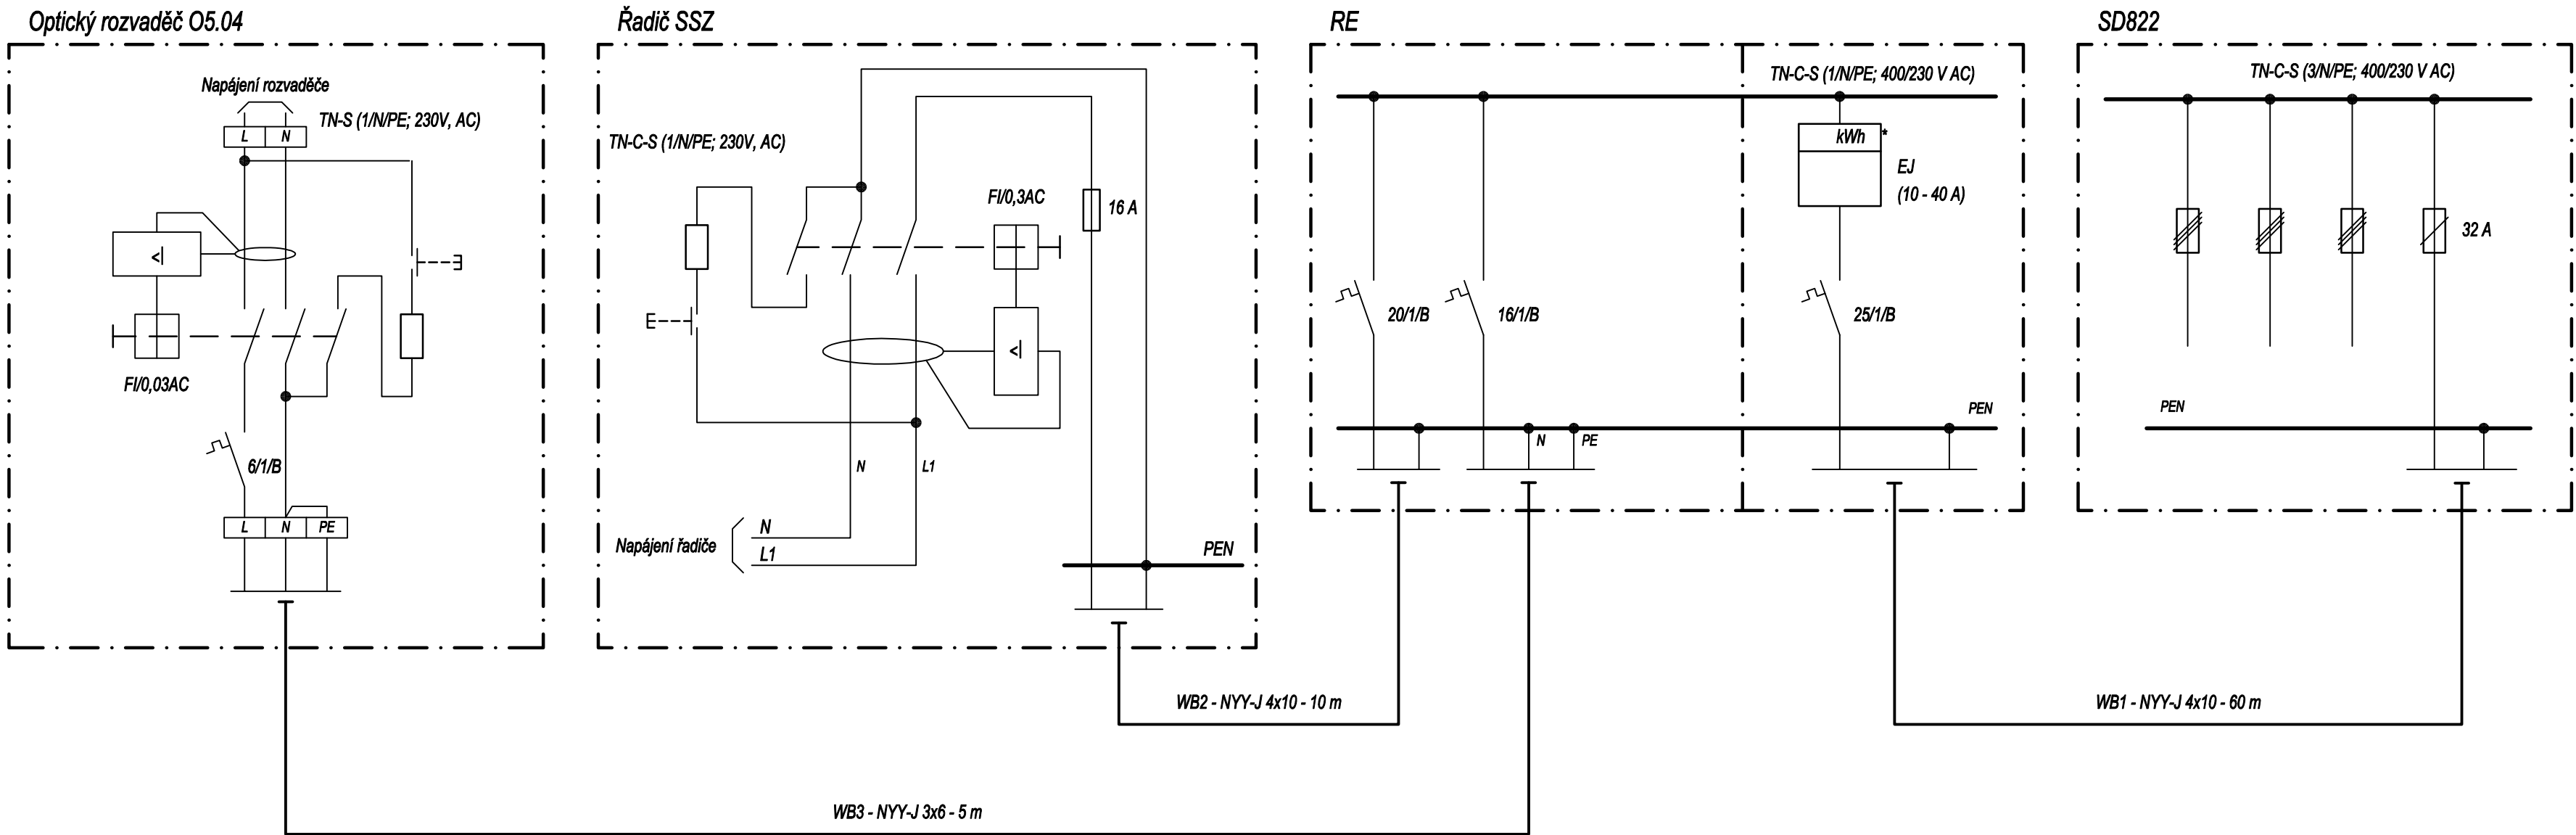 Optický rozvaděč O5.04
Napájení rozvaděče
TN-S (1/N/PE; 230V, AC)
L N
<|
FI/0,03AC
6/1/B
L N PE
Řadič SSZ
TN-C-S (1/N/PE; 230V, AC)
FI/0,3AC
16 A
<|
N L1
Napájení řadiče
N
L1
PEN
RE
TN-C-S (1/N/PE; 400/230 V AC)
kWh *
EJ
(10 - 40 A)
20/1/B
16/1/B
25/1/B
PEN
N PE
SD822
TN-C-S (3/N/PE; 400/230 V AC)
32 A
PEN
WB2 - NYY-J 4x10 - 10 m
WB1 - NYY-J 4x10 - 60 m
WB3 - NYY-J 3x6 - 5 m